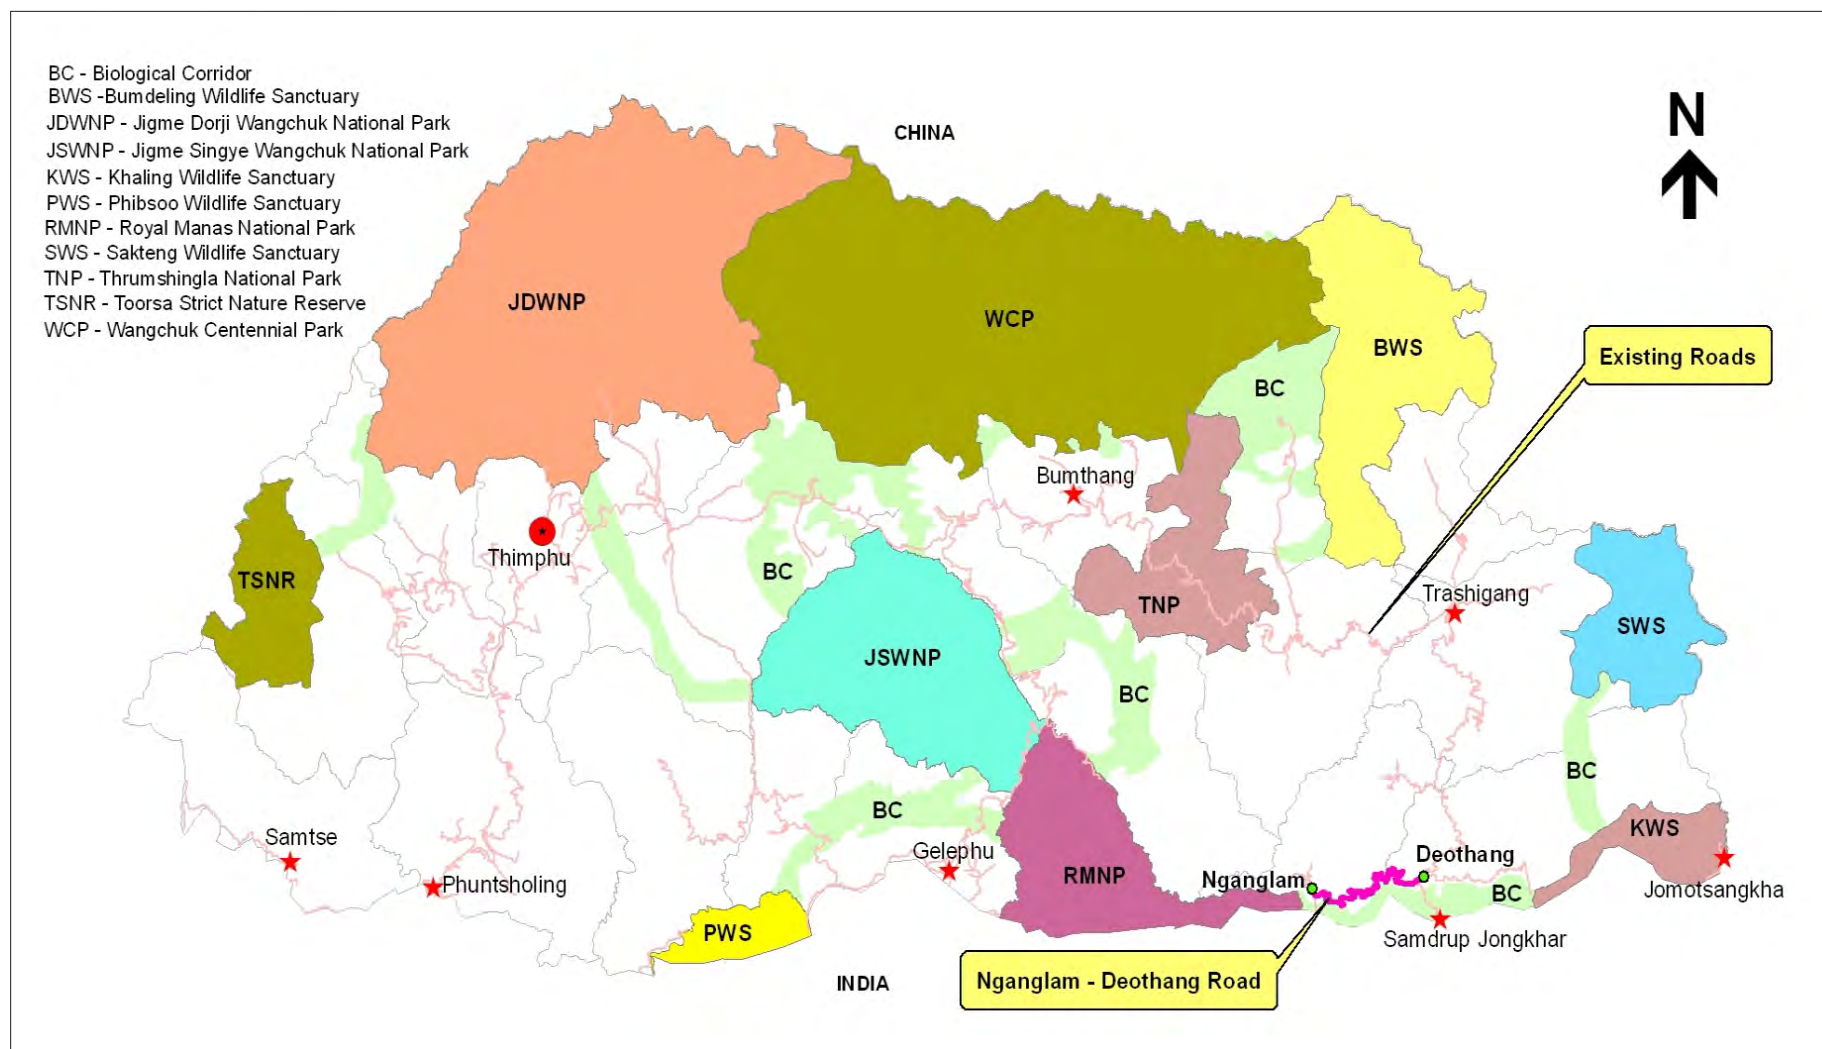 BC - Biological Corridor
BWS -Bumdeling Wildlife Sanctuary
JDWNP - Jigme Dorji Wangchuk National Park
JSWNP - Jigme Singye Wangchuk National Park
KWS - Khaling Wildlife Sanctuary
PWS - Phibsoo Wildlife Sanctuary
RMNP - Royal Manas National Park
SWS - Sakteng Wildlife Sanctuary
TNP - Thrumshingla National Park
TSNR - Toorsa Strict Nature Reserve
WCP - Wangchuk Centennial Park
N
CHINA
JDWNP
WCP
BWS
Existing Roads
BC
Bumthang
Thimphu
TSNR
BC
TNP
Trashigang
SWS
JSWNP
BC
BC
BC
KWS
Samtse
Gelephu
Deothang
Phuntsholing
RMNP
Nganglam
BC
Jomotsangkha
PWS
Samdrup Jongkhar
INDIA
Nganglam - Deothang Road